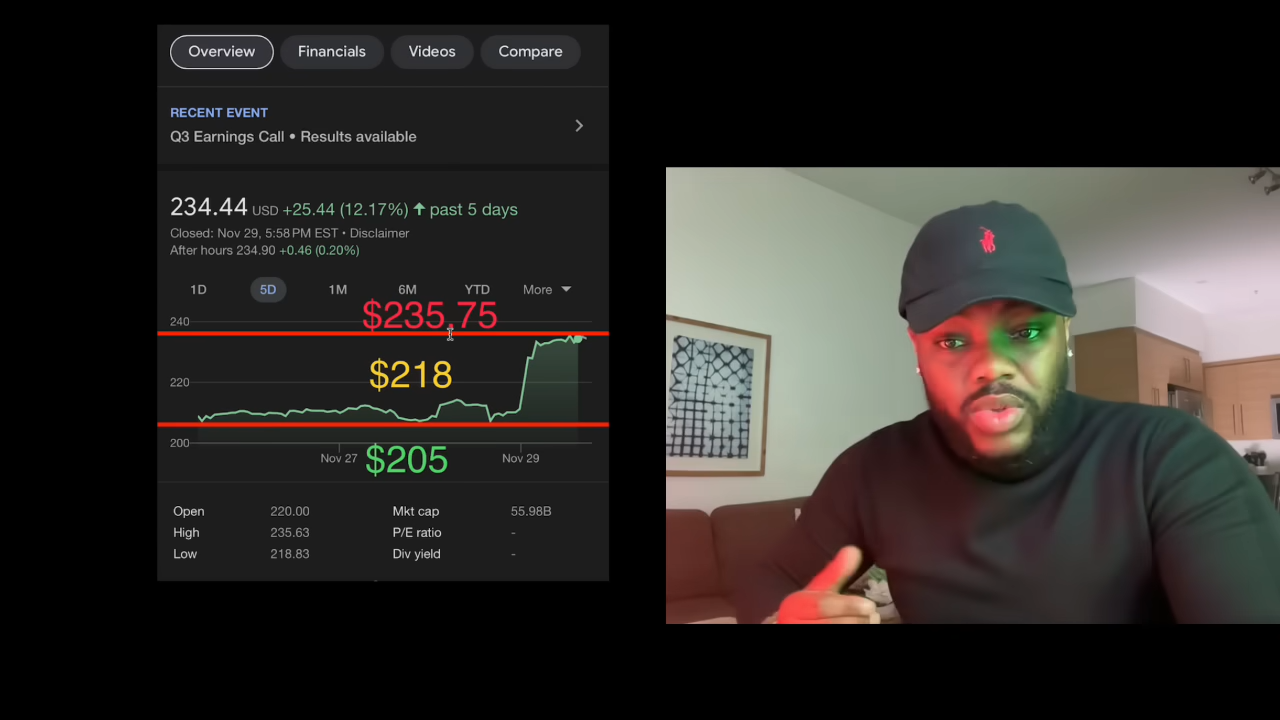 Overview Financials Videos Compare
RECENT EVENT
Q3 Earnings Call • Results available
234.44 USD +25.44 (12.17%) ↑ past 5 days
Closed: Nov 29, 5:58 PM EST • Disclaimer
After hours 234.90 +0.46 (0.20%)
1D 5D 1M 6M YTD More
$235.75
240
$218
220
200
$205
Nov 27 Nov 29
Open 220.00 Mkt cap 55.98B
High 235.63 P/E ratio -
Low 218.83 Div yield -